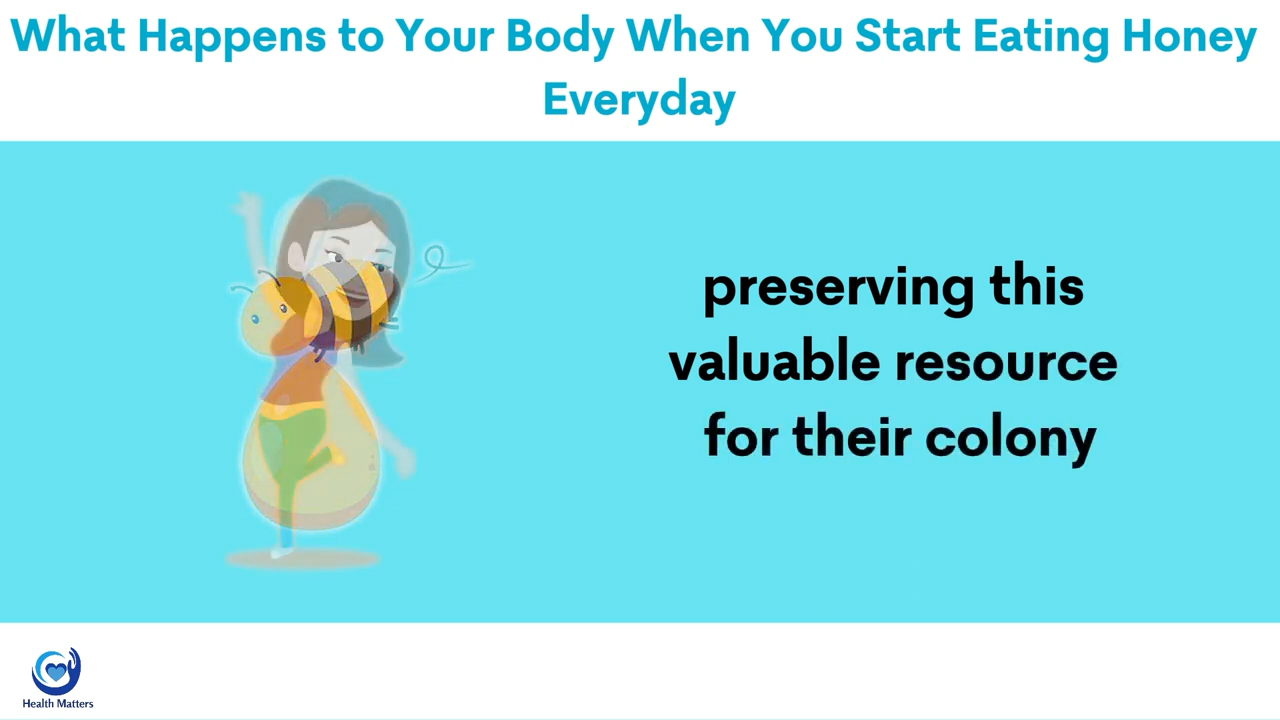 What Happens to Your Body When You Start Eating Honey
Everyday
preserving this
valuable resource
for their colony
Health Matters